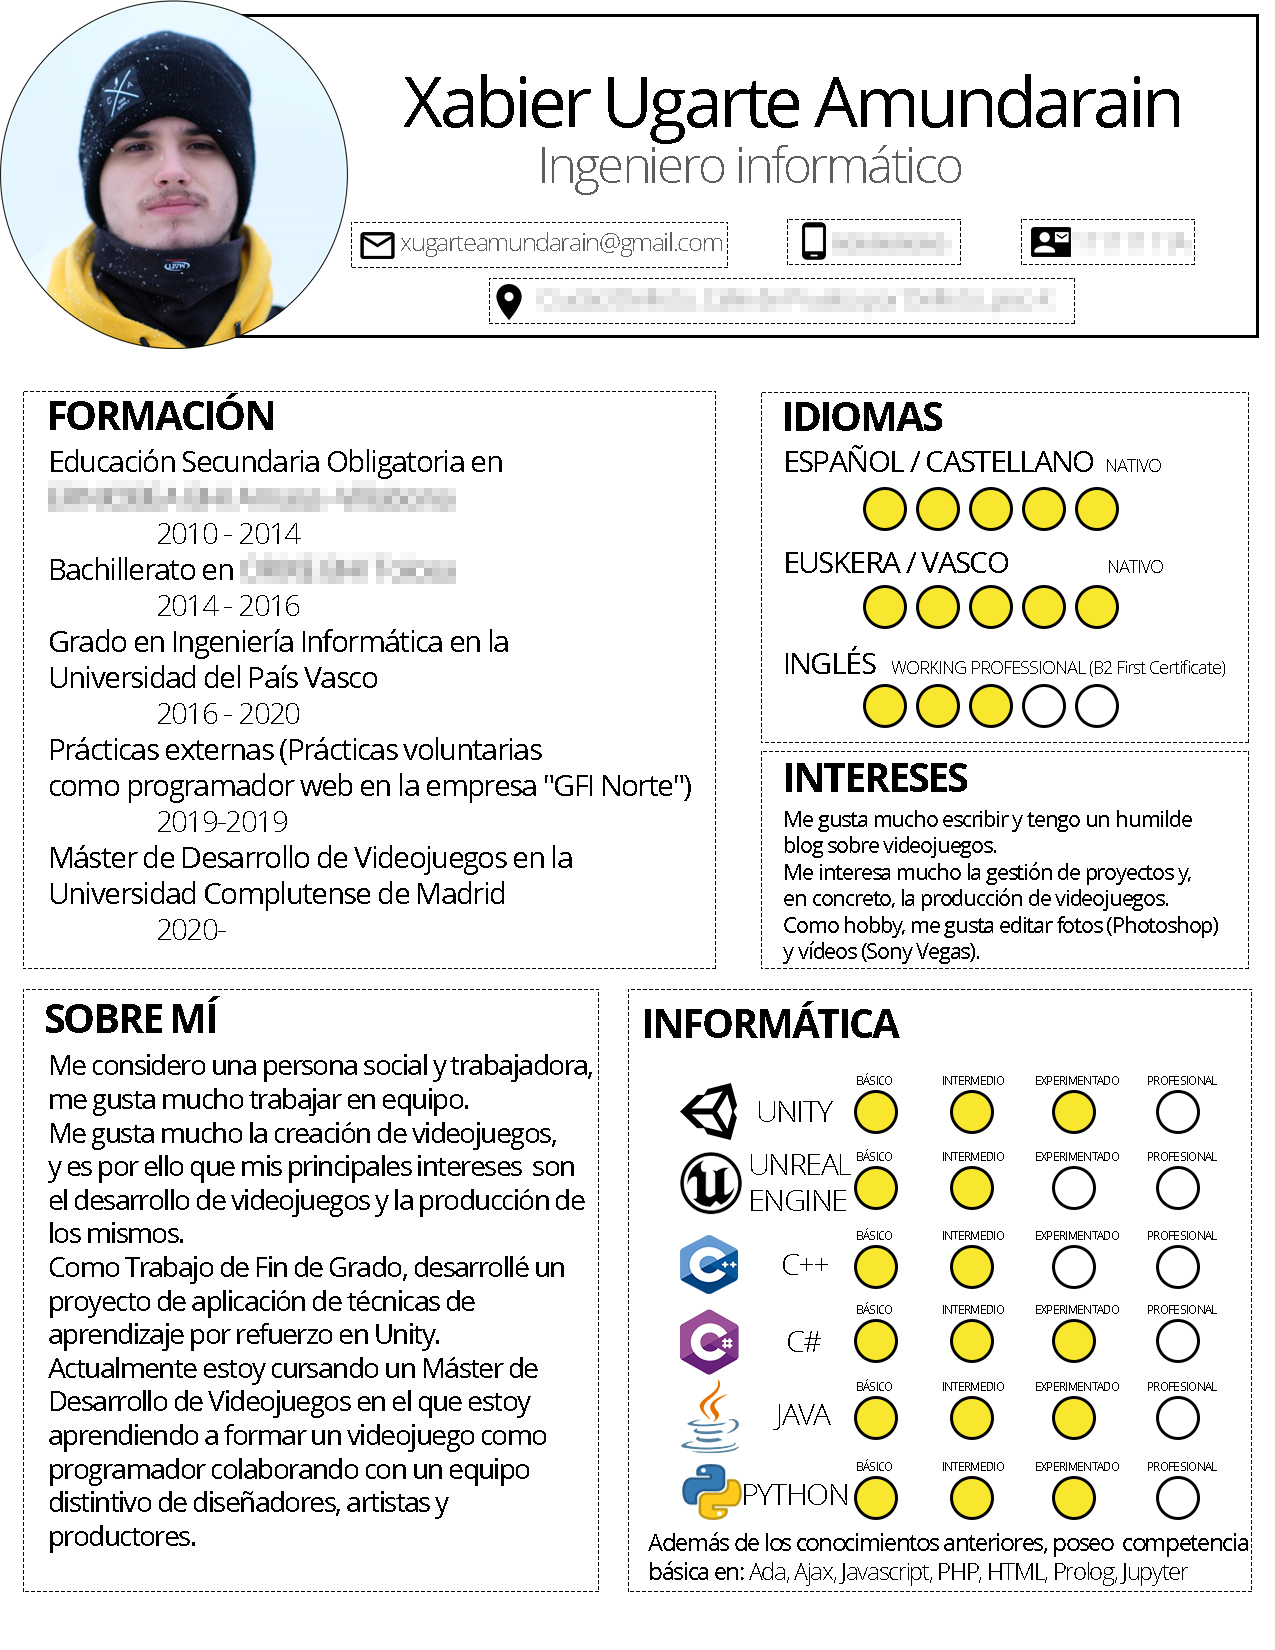 Xabier Ugarte Amundarain
Ingeniero informático
xugarteamundarain@gmail.com
FORMACIÓN
Educación Secundaria Obligatoria en
2010 - 2014
Bachillerato en
2014 - 2016
Grado en Ingeniería Informática en la
Universidad del País Vasco
2016 - 2020
Prácticas externas (Prácticas voluntarias
como programador web en la empresa "GFI Norte")
2019-2019
Máster de Desarrollo de Videojuegos en la
Universidad Complutense de Madrid
2020-
IDIOMAS
ESPAÑOL / CASTELLANO NATIVO
EUSKERA / VASCO NATIVO
INGLÉS WORKING PROFESSIONAL (B2 First Certificate)
INTERESES
Me gusta mucho escribir y tengo un humilde
blog sobre videojuegos.
Me interesa mucho la gestión de proyectos y,
en concreto, la producción de videojuegos.
Como hobby, me gusta editar fotos (Photoshop)
y vídeos (Sony Vegas).
SOBRE MÍ
Me considero una persona social y trabajadora,
me gusta mucho trabajar en equipo.
Me gusta mucho la creación de videojuegos,
y es por ello que mis principales intereses son
el desarrollo de videojuegos y la producción de
los mismos.
Como Trabajo de Fin de Grado, desarrollé un
proyecto de aplicación de técnicas de
aprendizaje por refuerzo en Unity.
Actualmente estoy cursando un Máster de
Desarrollo de Videojuegos en el que estoy
aprendiendo a formar un videojuego como
programador colaborando con un equipo
distintivo de diseñadores, artistas y
productores.
INFORMÁTICA
BÁSICO INTERMEDIO EXPERIMENTADO PROFESIONAL
UNITY
BÁSICO INTERMEDIO EXPERIMENTADO PROFESIONAL
UNREAL
ENGINE
BÁSICO INTERMEDIO EXPERIMENTADO PROFESIONAL
C++
BÁSICO INTERMEDIO EXPERIMENTADO PROFESIONAL
C#
BÁSICO INTERMEDIO EXPERIMENTADO PROFESIONAL
JAVA
BÁSICO INTERMEDIO EXPERIMENTADO PROFESIONAL
PYTHON
Además de los conocimientos anteriores, poseo competencia
básica en: Ada, Ajax, Javascript, PHP, HTML, Prolog, Jupyter